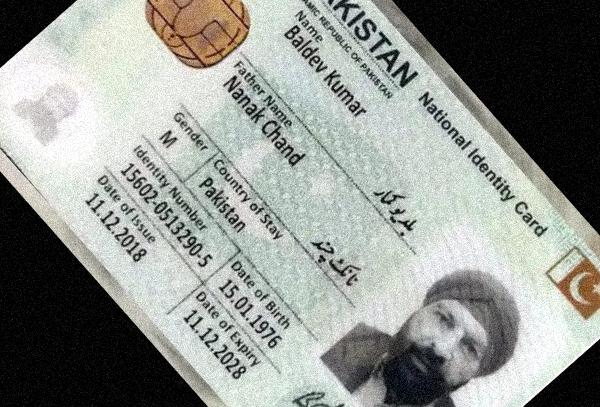 PAKISTAN National Identity Card
ISLAMIC REPUBLIC OF PAKISTAN
Name
Baldev Kumar
بلدیو کمار
Father Name
Nanak Chand
نانک چند
Gender Country of Stay
M Pakistan
Identity Number Date of Birth
15602-0513290-5 15.01.1976
Date of Issue Date of Expiry
11.12.2018 11.12.2028